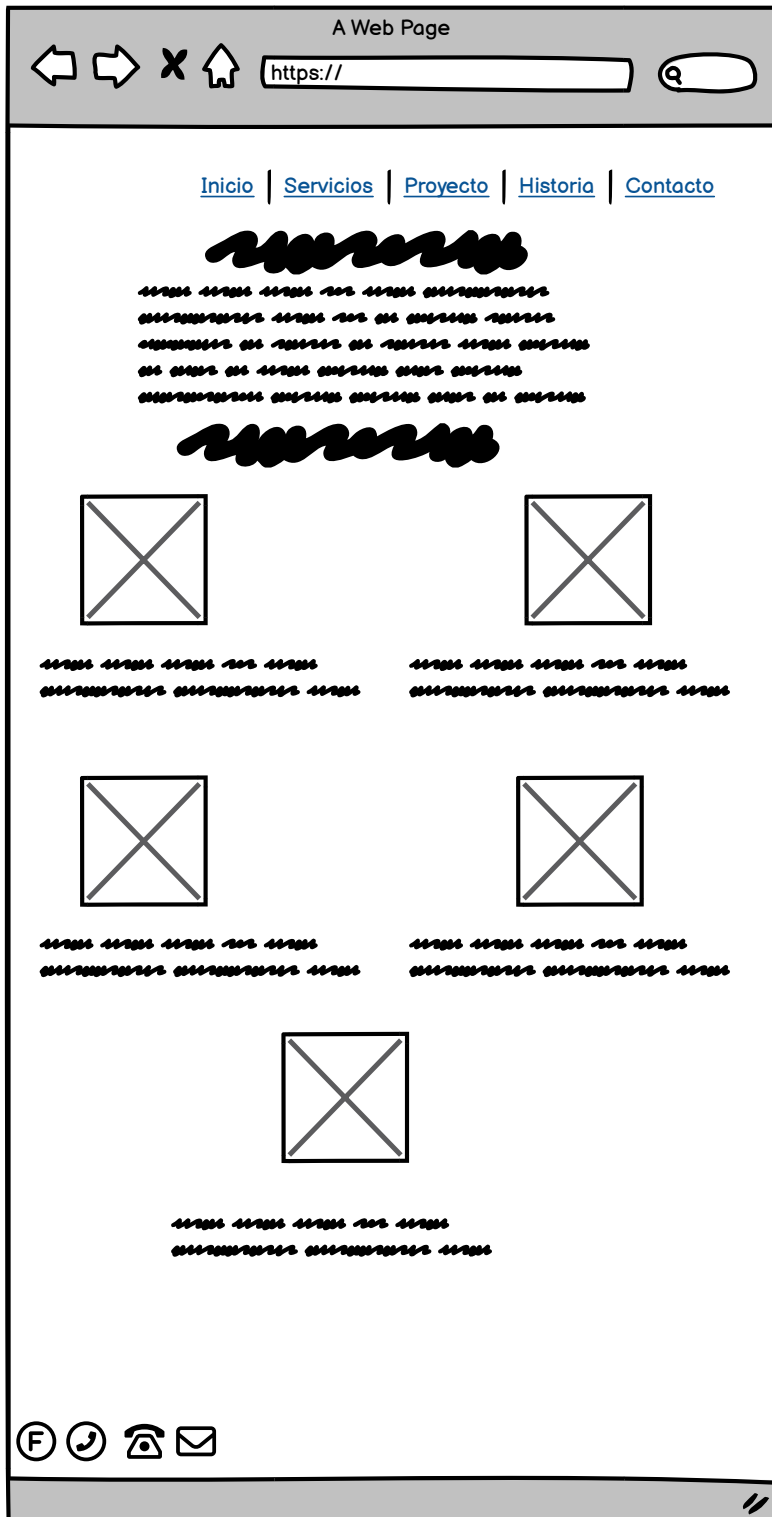 A Web Page
https://
Inicio | Servicios | Proyecto | Historia | Contacto
F